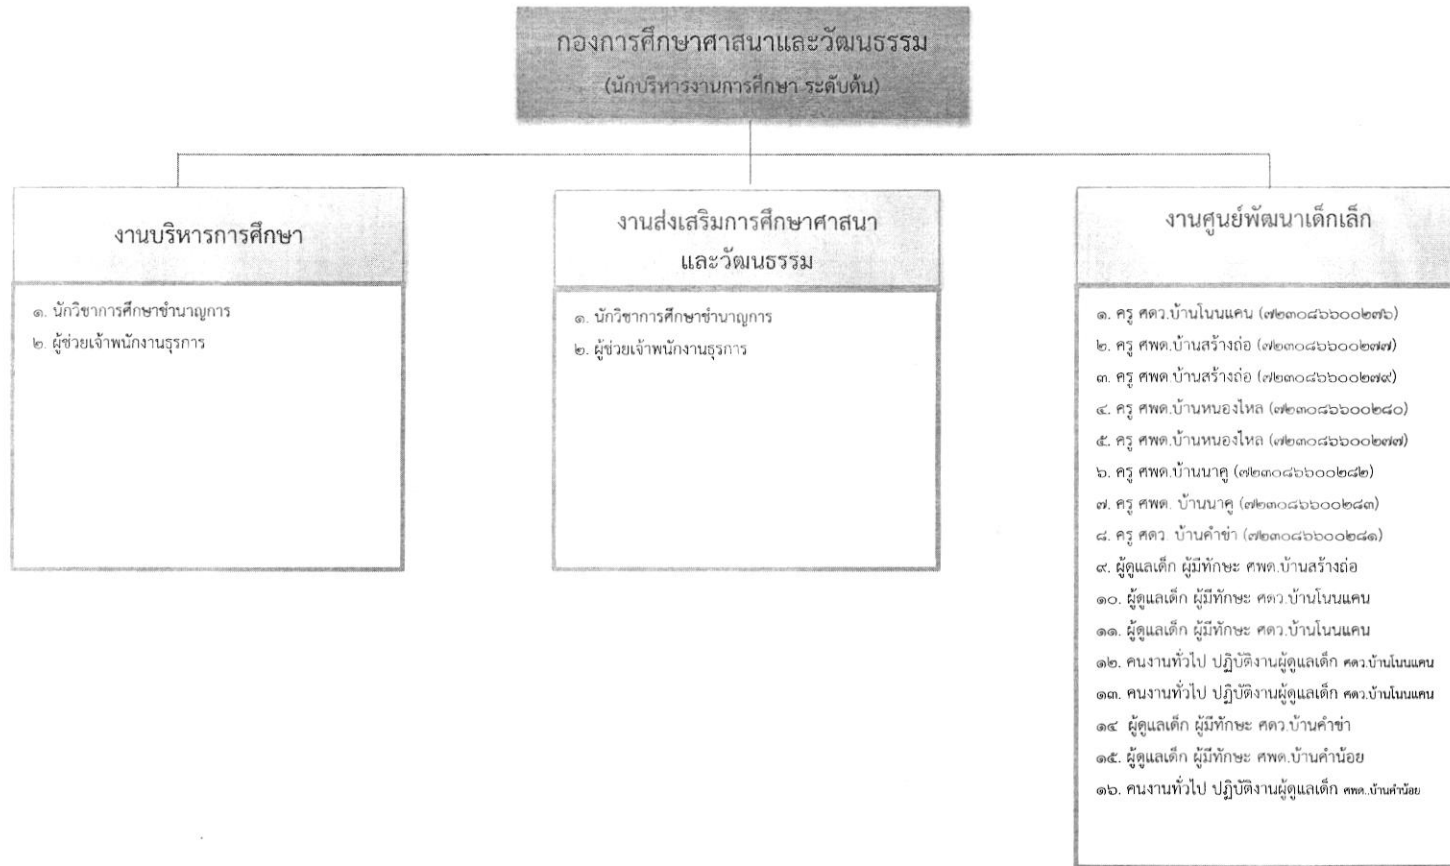 กองการศึกษาศาสนาและวัฒนธรรม
(นักบริหารงานการศึกษา ระดับต้น)
งานบริหารการศึกษา
๑. นักวิชาการศึกษาชำนาญการ
๒. ผู้ช่วยเจ้าพนักงานธุรการ
งานส่งเสริมการศึกษาศาสนา
และวัฒนธรรม
๑. นักวิชาการศึกษาชำนาญการ
๒. ผู้ช่วยเจ้าพนักงานธุรการ
งานศูนย์พัฒนาเด็กเล็ก
๑. ครู ศดว.บ้านโนนแคน (๗๒๓๐๘๖๖๐๐๒๗๖)
๒. ครู ศพด.บ้านสร้างถ่อ (๗๒๓๐๘๖๖๐๐๒๗๗)
๓. ครู ศพด.บ้านสร้างถ่อ (๗๒๓๐๘๖๖๐๐๒๗๙)
๔. ครู ศพด.บ้านหนองไหล (๗๒๓๐๘๖๖๐๐๒๘๐)
๕. ครู ศพด.บ้านหนองไหล (๗๒๓๐๘๖๖๐๐๒๗๗)
๖. ครู ศพด.บ้านนาคู (๗๒๓๐๘๖๖๐๐๒๘๒)
๗. ครู ศพด. บ้านนาคู (๗๒๓๐๘๖๖๐๐๒๘๓)
๘. ครู ศดว. บ้านคำข่า (๗๒๓๐๘๖๖๐๐๒๘๑)
๙. ผู้ดูแลเด็ก ผู้มีทักษะ ศพด.บ้านสร้างถ่อ
๑๐. ผู้ดูแลเด็ก ผู้มีทักษะ ศดว.บ้านโนนแคน
๑๑. ผู้ดูแลเด็ก ผู้มีทักษะ ศดว.บ้านโนนแคน
๑๒. คนงานทั่วไป ปฏิบัติงานผู้ดูแลเด็ก ศดว.บ้านโนนแคน
๑๓. คนงานทั่วไป ปฏิบัติงานผู้ดูแลเด็ก ศดว.บ้านโนนแคน
๑๔ ผู้ดูแลเด็ก ผู้มีทักษะ ศดว.บ้านคำข่า
๑๕. ผู้ดูแลเด็ก ผู้มีทักษะ ศพด.บ้านคำน้อย
๑๖. คนงานทั่วไป ปฏิบัติงานผู้ดูแลเด็ก ศพด..บ้านคำน้อย